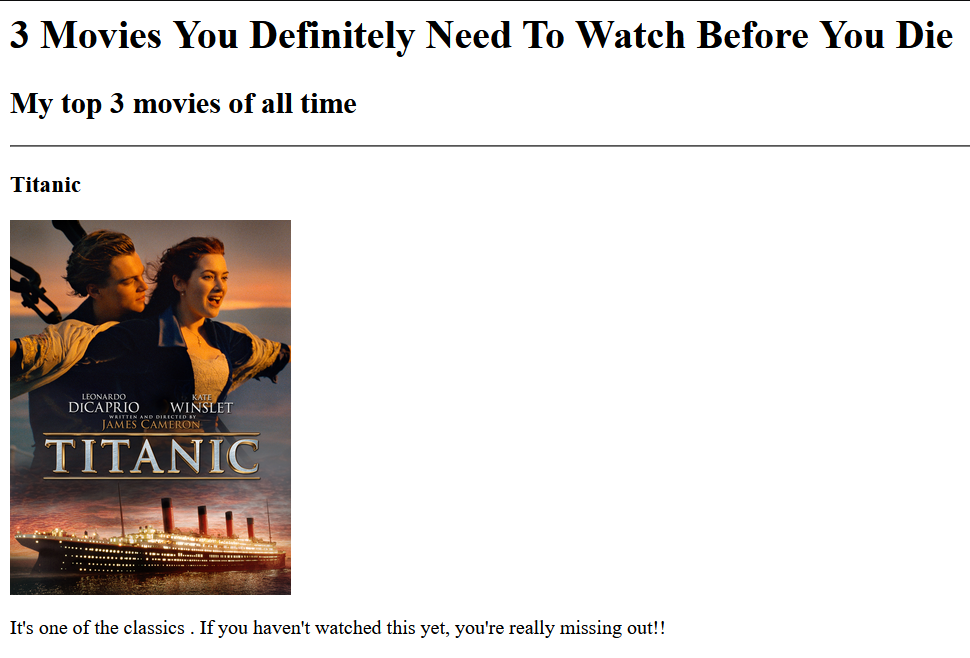 3 Movies You Definitely Need To Watch Before You Die
My top 3 movies of all time
Titanic
LEONARDO KATE
DICAPRIO WINSLET
WRITTEN AND DIRECTED BY
JAMES CAMERON
TITANIC
It's one of the classics . If you haven't watched this yet, you're really missing out!!